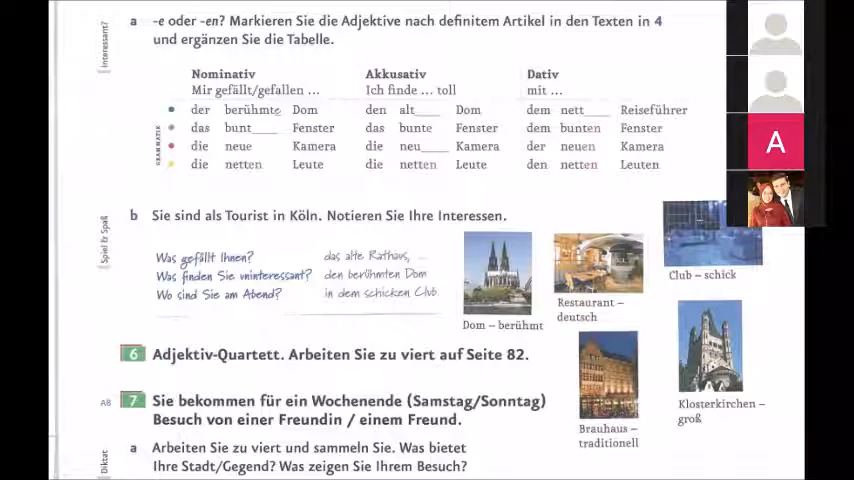 Interessant?
a -e oder -en? Markieren Sie die Adjektive nach definitem Artikel in den Texten in 4
und ergänzen Sie die Tabelle.
Nominativ Akkusativ Dativ
Mir gefällt/gefallen ... Ich finde ... toll mit ...
GRAMMATIK
der berühmte Dom den alt____ Dom dem nett____ Reiseführer
das bunt____ Fenster das bunte Fenster dem bunten Fenster
die neue Kamera die neu____ Kamera der neuen Kamera
die netten Leute die netten Leute den netten Leuten
Spiel & Spaß
b Sie sind als Tourist in Köln. Notieren Sie Ihre Interessen.
Was gefällt Ihnen? das alte Rathaus, ...
Was finden Sie uninteressant? den berühmten Dom
Wo sind Sie am Abend? in dem schicken Club
Dom – berühmt
Restaurant –
deutsch
Club – schick
Brauhaus –
traditionell
Klosterkirchen –
groß
6 Adjektiv-Quartett. Arbeiten Sie zu viert auf Seite 82.
AB 7 Sie bekommen für ein Wochenende (Samstag/Sonntag)
Besuch von einer Freundin / einem Freund.
Diktat
a Arbeiten Sie zu viert und sammeln Sie. Was bietet
Ihre Stadt/Gegend? Was zeigen Sie Ihrem Besuch?
A